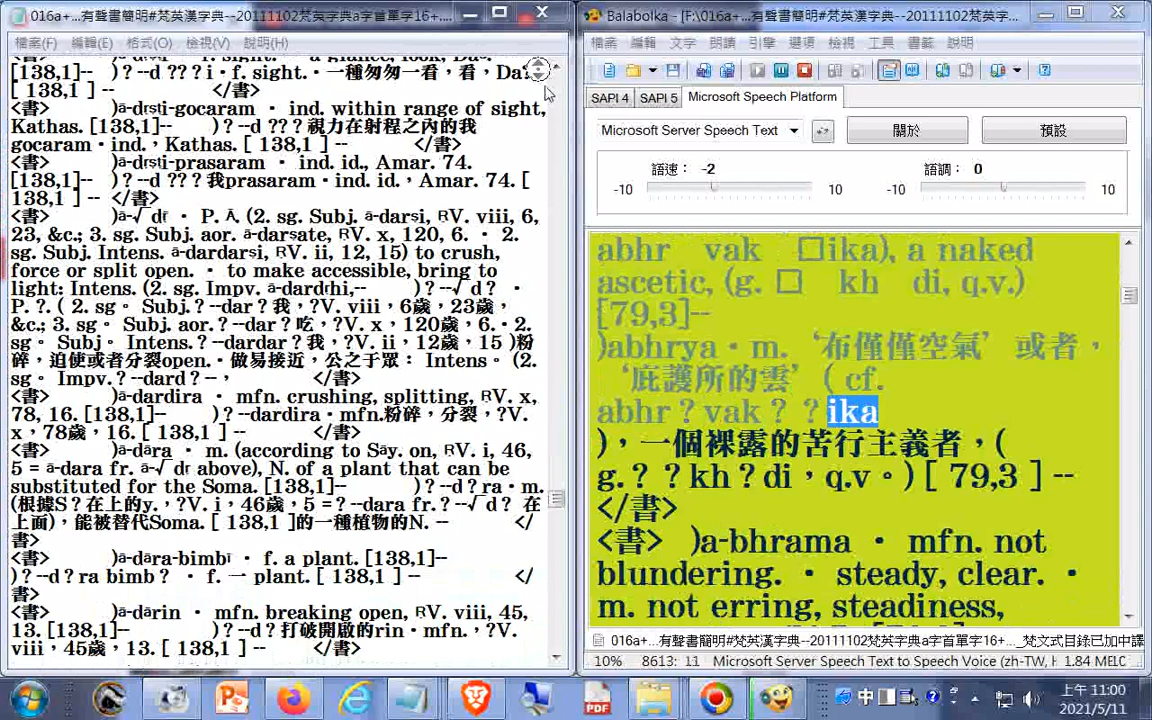 有聲書簡明#梵英漢字典--20111102梵英字典a字首單字16+...
檔案(F) 編輯(E) 格式(O) 檢視(V) 說明(H)
[138,1]-- )?--d ???i·f. sight.·一種匆匆一看，看，Da?
[ 138,1 ]-- </書>
<書> )ā-dṛṣṭi-gocaram · ind. within range of sight,
Kathas. [138,1]-- )?--d ???視力在射程之內的我
gocaram·ind.，Kathas. [ 138,1 ] -- </書>
<書> )ā-dṛṣṭi-prasaram · ind. id., Amar. 74.
[138,1]-- )?--d ???我prasaram·ind. id.，Amar. 74. [
138,1 ] -- </書>
<書> )ā-√ dṝ · P. Ā. (2. sg. Subj. ā-darṣi, RV. viii, 6,
23, &c.; 3. sg. Subj. aor. ā-darṣate, RV. x, 120, 6. · 2.
sg. Subj. Intens. ā-dardarṣi, RV. ii, 12, 15) to crush,
force or split open. · to make accessible, bring to
light: Intens. (2. sg. Impv. ā-dardṛhi,-- )?--√ d? ·
P. ?. ( 2. sg。 Subj.?--dar?我，?V. viii，6歲，23歲，
&c.; 3. sg。 Subj. aor.?--dar?吃，?V. x，120歲，6.·2.
sg。 Subj. Intens.?--dardar?我，?V. ii，12歲，15 )粉
碎，迫使或者分裂open.·做易接近，公之于眾： Intens。 (2.
sg。 Impv.?--dard?--， </書>
<書> )ā-dardira · mfn. crushing, splitting, RV. x,
78, 16. [138,1]-- )?--dardira·mfn.粉碎，分裂，?V.
x，78歲，16. [ 138,1 ] -- </書>
<書> )ā-dāra · m. (according to Sāy. on, RV. i, 46,
5 = ā-dara fr. ā-√ dṝ above), N. of a plant that can be
substituted for the Soma. [138,1]-- )?--d?ra·m.
(根據S?在上的y.，?V. i，46歲，5 =?--dara fr.?--√ d? 在
上面)，能被替代Soma. [ 138,1 ]的一種植物的N. -- </
書>
<書> )ā-dāra-bimbī · f. a plant. [138,1]--
)?--d?ra bimb? · f. 一 plant. [ 138,1 ] -- </
書>
<書> )ā-dārin · mfn. breaking open, RV. viii, 45,
13. [138,1]-- )?--d?打破開啟的rin·mfn.，?V.
viii，45歲，13. [ 138,1 ] -- </書>
Balabolka - [F:\016a+...有聲書簡明#梵英漢字典--20111102梵英字...
檔案 編輯 文字 朗讀 引擎 選項 檢視 工具 書籤 說明
SAPI 4 SAPI 5 Microsoft Speech Platform
Microsoft Server Speech Text 關於 預設
語速： -2 語調： 0
-10 10 -10 10
abhr vak □ika), a naked
ascetic, (g. □ kh di, q.v.)
[79,3]--
)abhrya·m. ‘布僅僅空氣’或者，
‘庇護所的雲’( cf.
abhr？vak？？ika
)，一個裸露的苦行主義者，(
g.？？kh？di，q.v。)[ 79,3 ] --
</書>
<書> )a-bhrama · mfn. not
blundering. · steady, clear. ·
m. not erring, steadiness,
016a+...有聲書簡明#梵英漢字典--20111102梵英字典a字首單字16+..._梵文式目錄已加中譯
10% 8613: 11 Microsoft Server Speech Text to Speech Voice (zh-TW, H 1.84 MELC
中
上午 11:00
2021/5/11